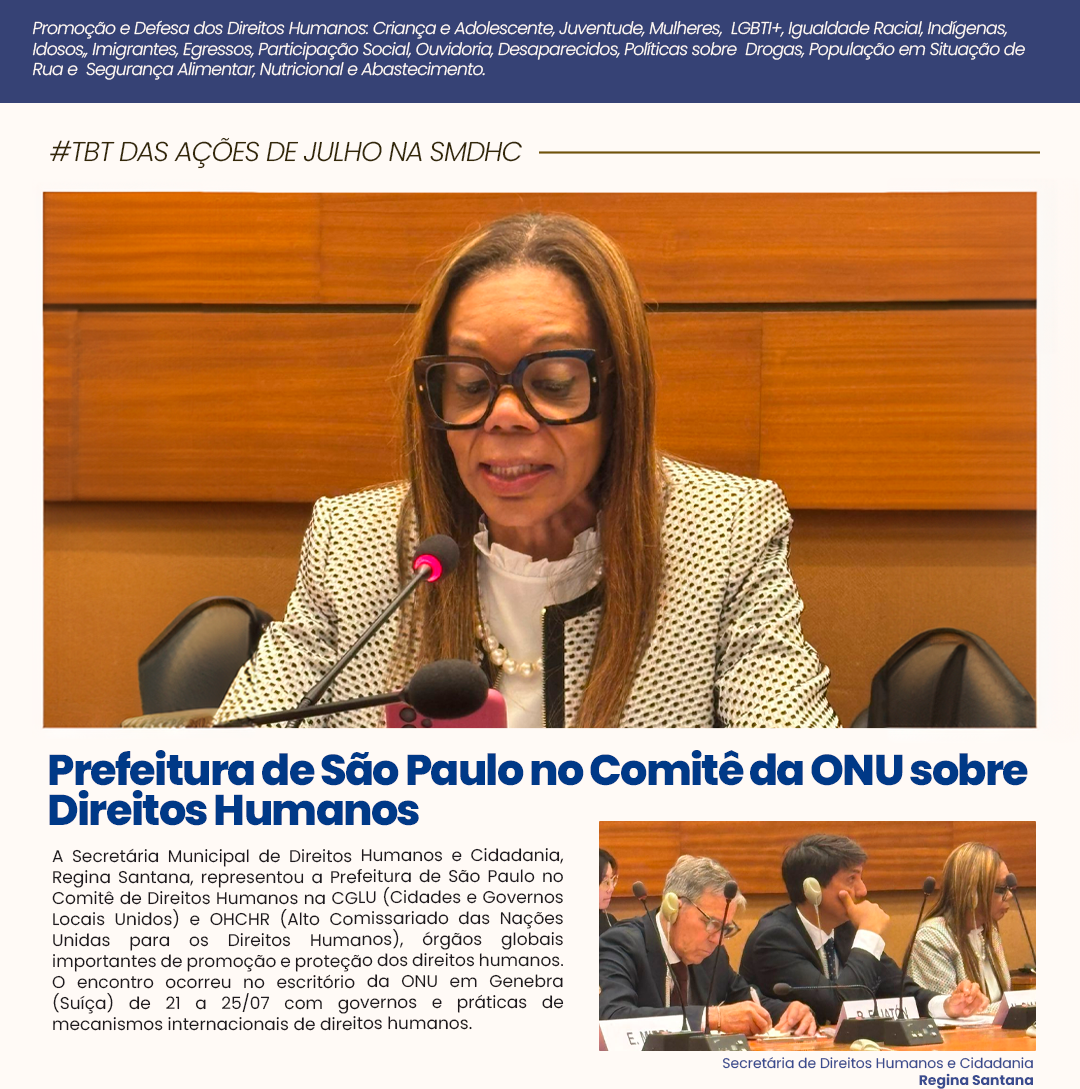 Promoção e Defesa dos Direitos Humanos: Criança e Adolescente, Juventude, Mulheres, LGBTI+, Igualdade Racial, Indígenas,
Idosos,, Imigrantes, Egressos, Participação Social, Ouvidoria, Desaparecidos, Políticas sobre Drogas, População em Situação de
Rua e Segurança Alimentar, Nutricional e Abastecimento.
#TBT DAS AÇÕES DE JULHO NA SMDHC
Prefeitura de São Paulo no Comitê da ONU sobre
Direitos Humanos
A Secretária Municipal de Direitos Humanos e Cidadania,
Regina Santana, representou a Prefeitura de São Paulo no
Comitê de Direitos Humanos na CGLU (Cidades e Governos
Locais Unidos) e OHCHR (Alto Comissariado das Nações
Unidas para os Direitos Humanos), órgãos globais
importantes de promoção e proteção dos direitos humanos.
O encontro ocorreu no escritório da ONU em Genebra
(Suíça) de 21 a 25/07 com governos e práticas de
mecanismos internacionais de direitos humanos.
Secretária de Direitos Humanos e Cidadania
Regina Santana